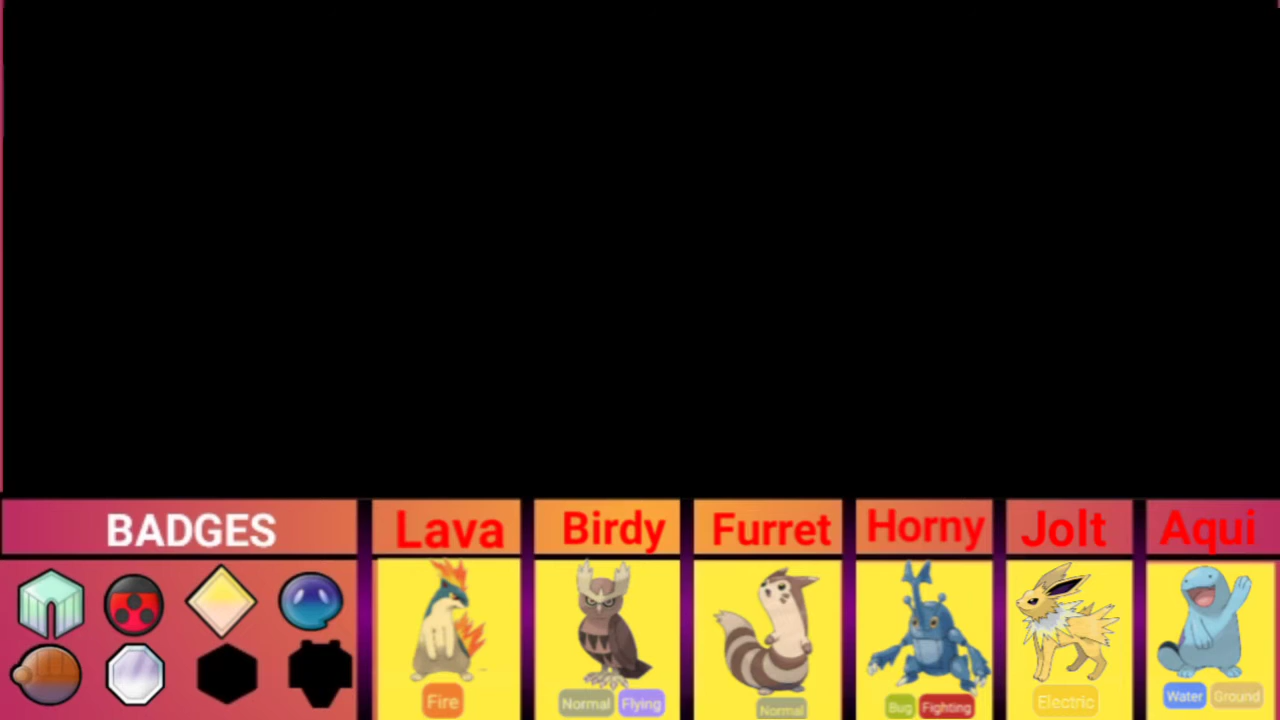 BADGES
Lava
Birdy
Furret
Horny
Jolt
Aqui
Fire
Normal Flying
Normal
Bug Fighting
Electric
Water Ground